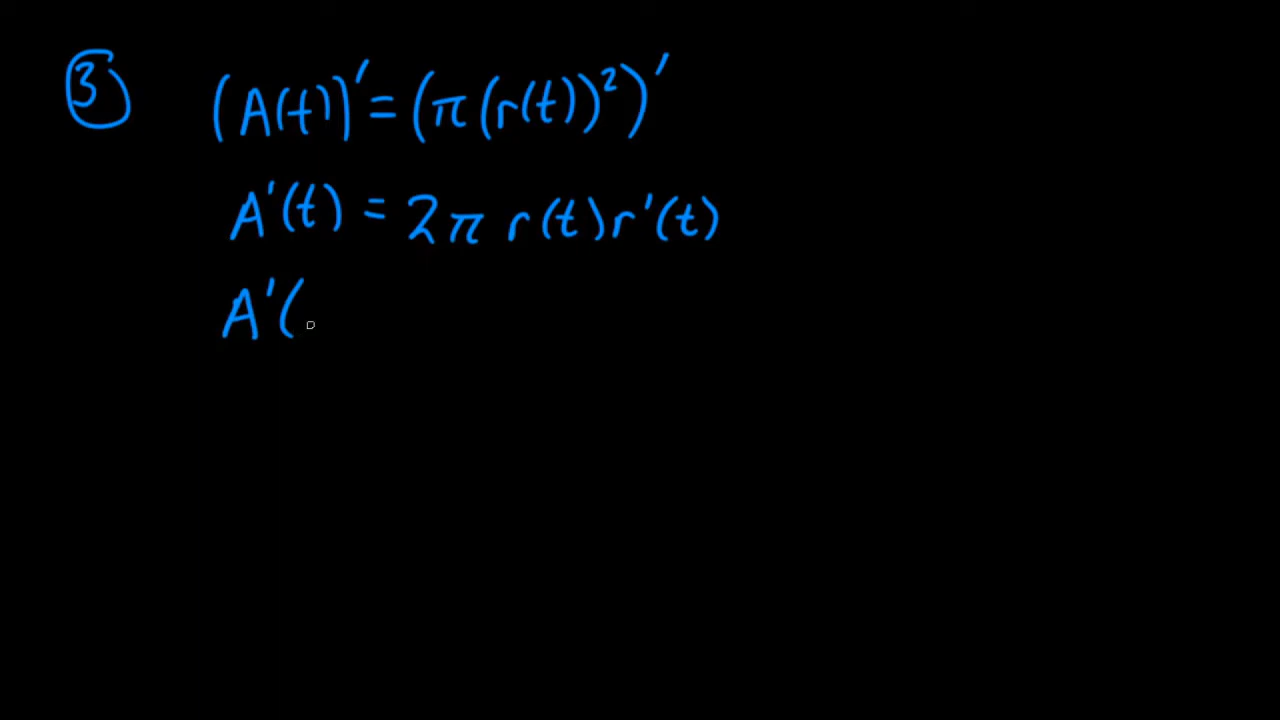 ③ (A(t))' = (π(r(t))²)'
A'(t) = 2π r(t)r'(t)
A'(